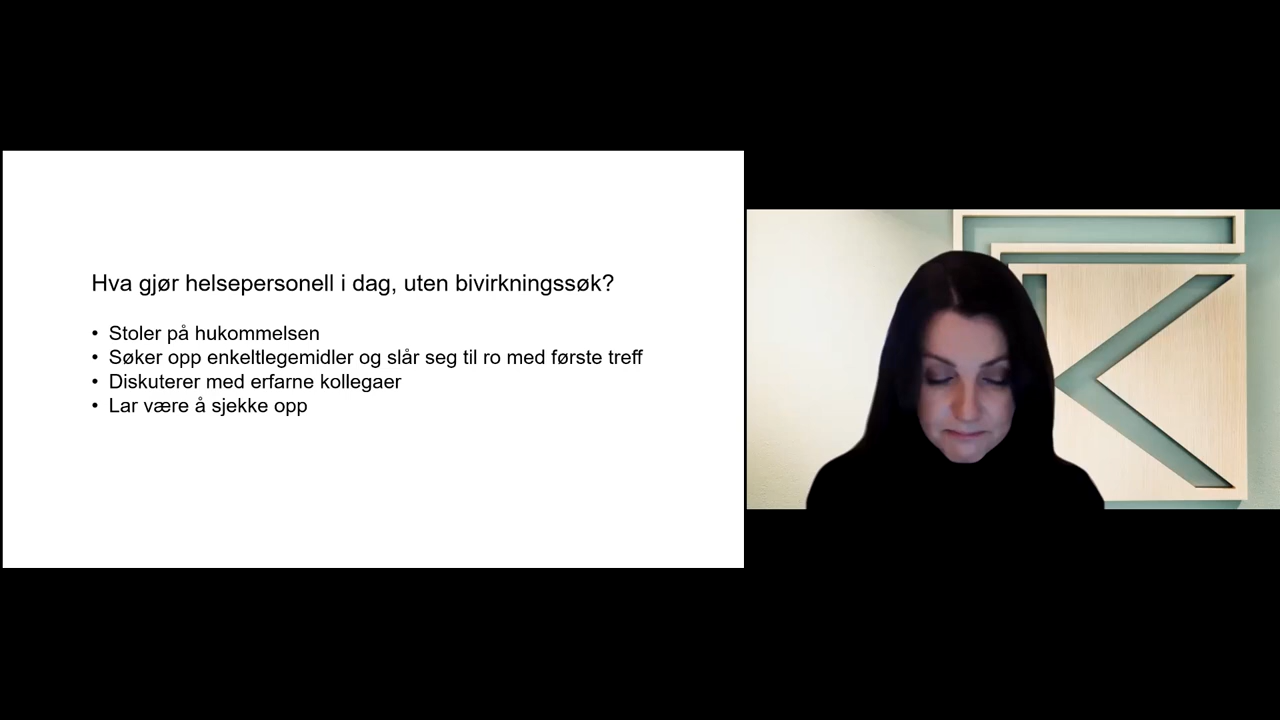 Hva gjør helsepersonell i dag, uten bivirkningssøk?
• Stoler på hukommelsen
• Søker opp enkeltlegemidler og slår seg til ro med første treff
• Diskuterer med erfarne kollegaer
• Lar være å sjekke opp